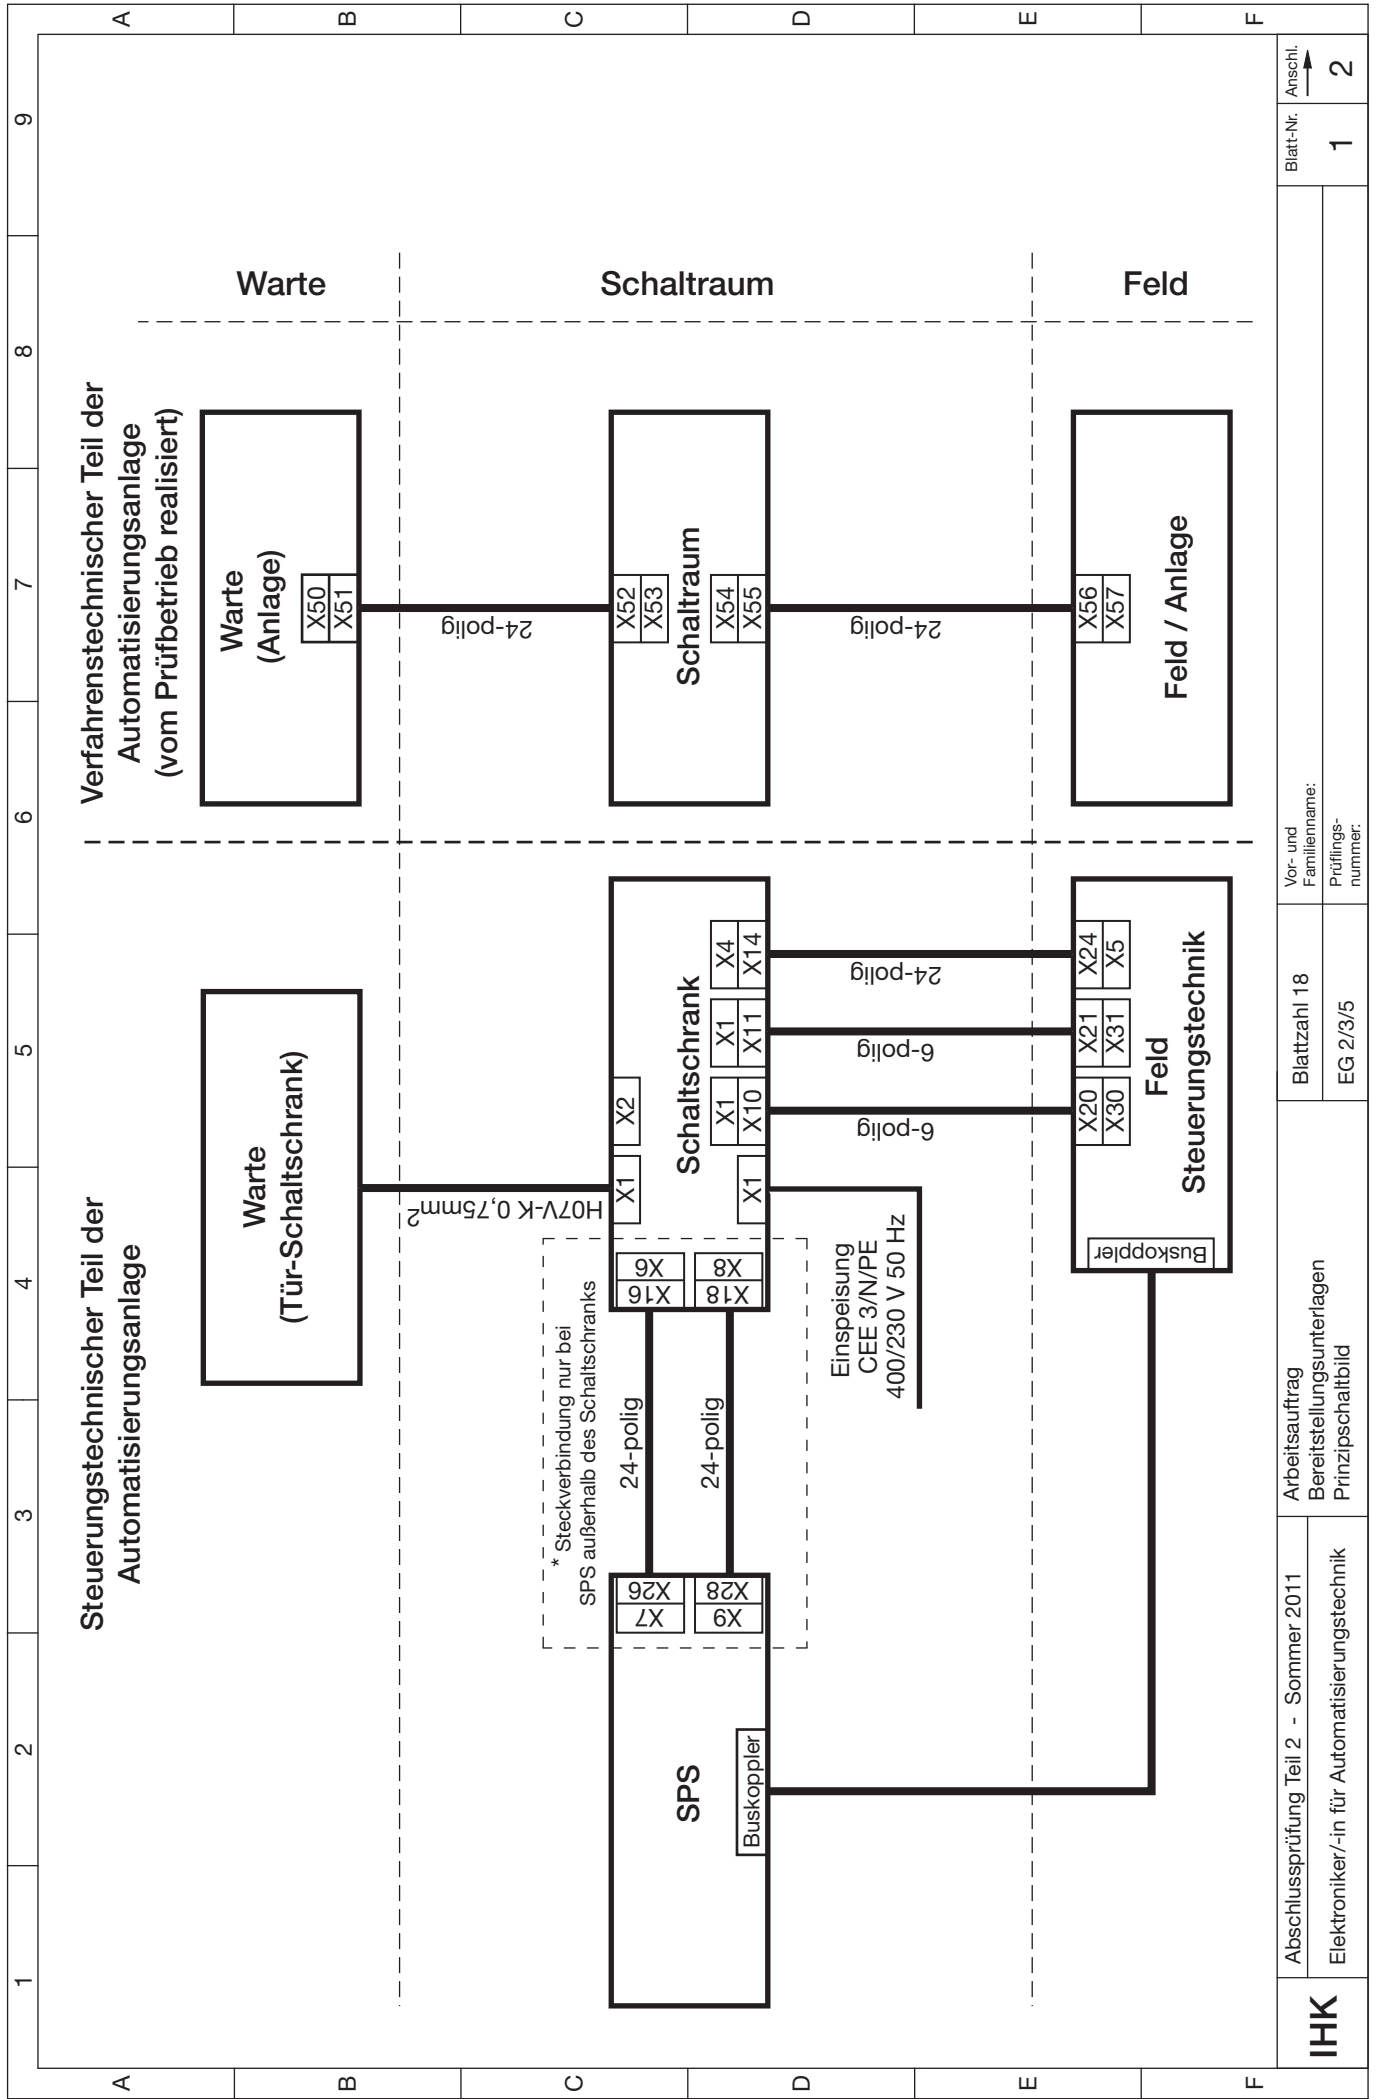 1 2 3 4 5 6 7 8 9
A
B
C
D
E
F
Steuerungstechnischer Teil der
Automatisierungsanlage
Verfahrenstechnischer Teil der
Automatisierungsanlage
(vom Prüfbetrieb realisiert)
Warte
(Tür-Schaltschrank)
Warte
(Anlage)
X50
X51
Warte
H07V-K 0,75mm²
24-polig
* Steckverbindung nur bei
SPS außerhalb des Schaltschranks
SPS
X7 X26
X9 X28
Buskoppler
24-polig
24-polig
X16 X6
X18 X8
X1
X2
Schaltschrank
X1
X1
X10
X1
X11
X4
X14
X52
X53
Schaltraum
X54
X55
Schaltraum
Einspeisung
CEE 3/N/PE
400/230 V 50 Hz
6-polig
6-polig
24-polig
24-polig
Buskoppler
X20
X30
X21
X31
X24
X5
Feld
Steuerungstechnik
X56
X57
Feld / Anlage
Feld
A
B
C
D
E
F
IHK
Abschlussprüfung Teil 2 - Sommer 2011
Elektroniker/-in für Automatisierungstechnik
Arbeitsauftrag
Bereitstellungsunterlagen
Prinzipschaltbild
Blattzahl 18
EG 2/3/5
Vor- und
Familienname:
Prüflings-
nummer:
Blatt-Nr.
1
Anschl.
2